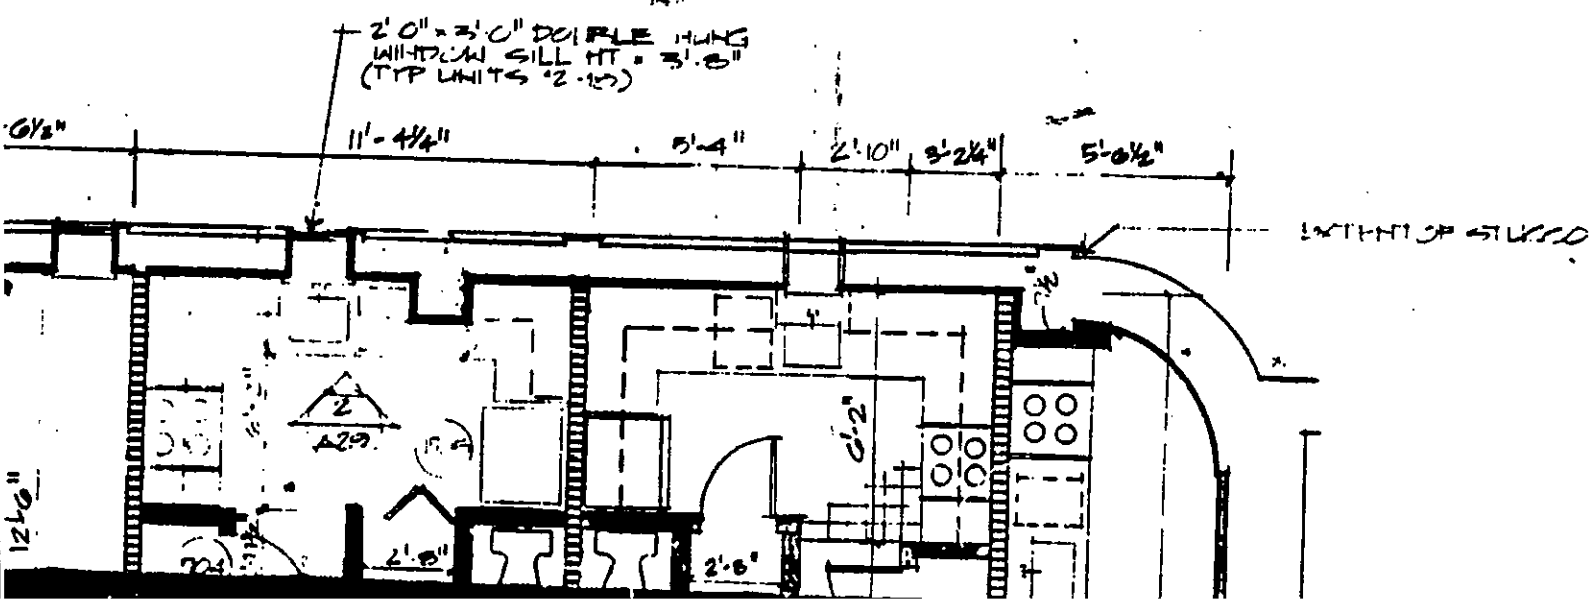 2'0" x 3'-0" DOUBLE HUNG
WINDOW SILL HT = 3'-8"
(TYP UNITS
6½"
11'-4¼"
5'-4"
2'-10"
3'-2¼"
5'-6½"
EXTENT OF STUCCO
2
A29
6'-2"
12'-6"
2'-8"
2'-8"